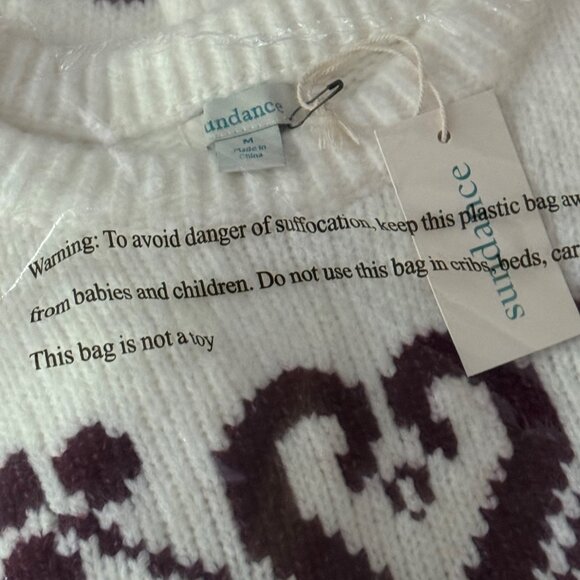 undance
M
Made in
China
sundance
Warning: To avoid danger of suffocation, keep this plastic bag aw
from babies and children. Do not use this bag in cribs, beds, car
This bag is not a toy